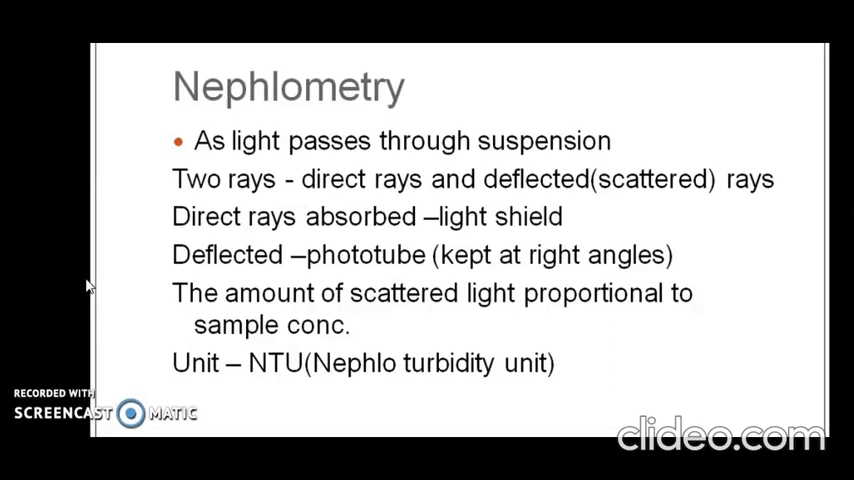 Nephlometry
• As light passes through suspension
Two rays - direct rays and deflected(scattered) rays
Direct rays absorbed –light shield
Deflected –phototube (kept at right angles)
The amount of scattered light proportional to
sample conc.
Unit – NTU(Nephlo turbidity unit)
RECORDED WITH
SCREENCAST MATIC
clideo.com